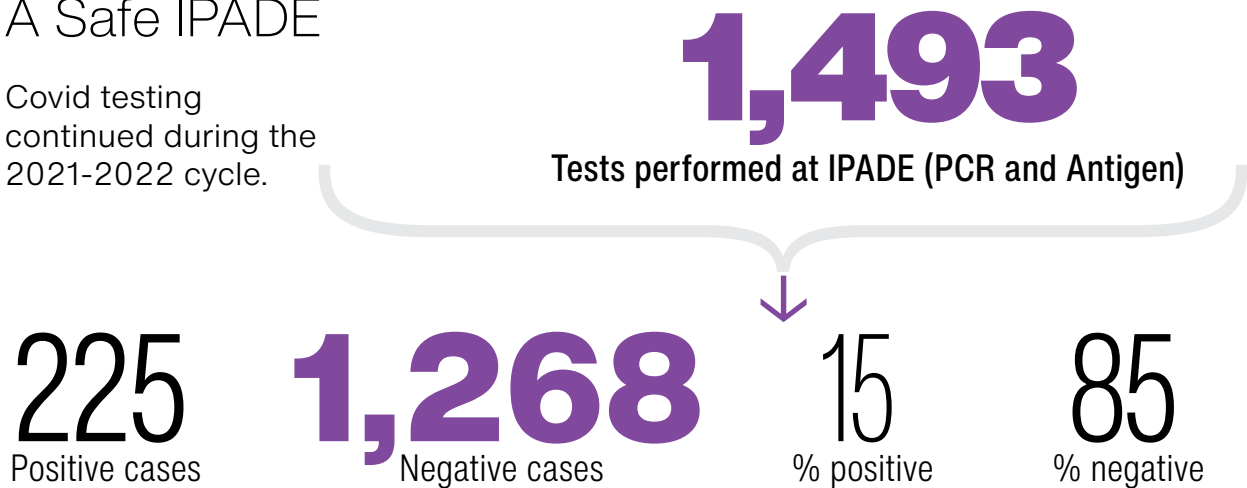 A Safe IPADE
Covid testing
continued during the
2021-2022 cycle.
1,493
Tests performed at IPADE (PCR and Antigen)
225
Positive cases
1,268
Negative cases
15
% positive
85
% negative